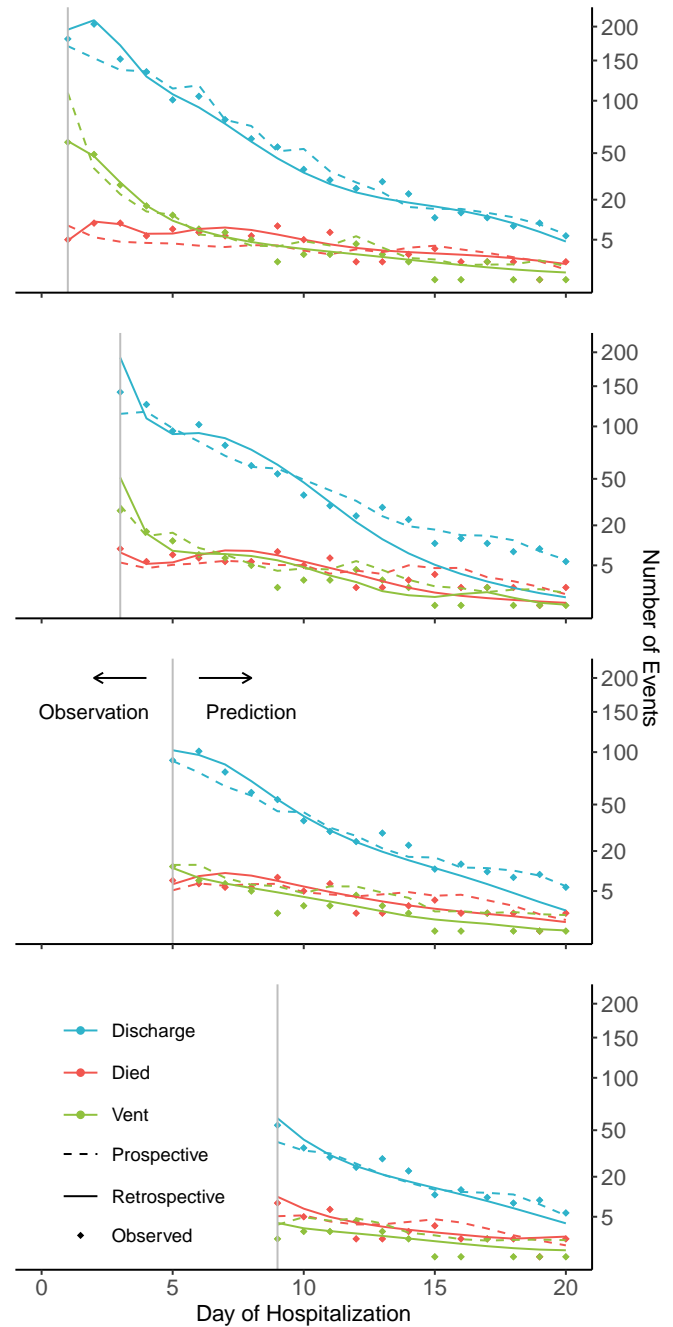 200
150
100
50
20
5
200
150
100
50
20
5
Number of Events
Observation
Prediction
200
150
100
50
20
5
Discharge
Died
Vent
Prospective
Retrospective
Observed
200
150
100
50
20
5
0 5 10 15 20
Day of Hospitalization